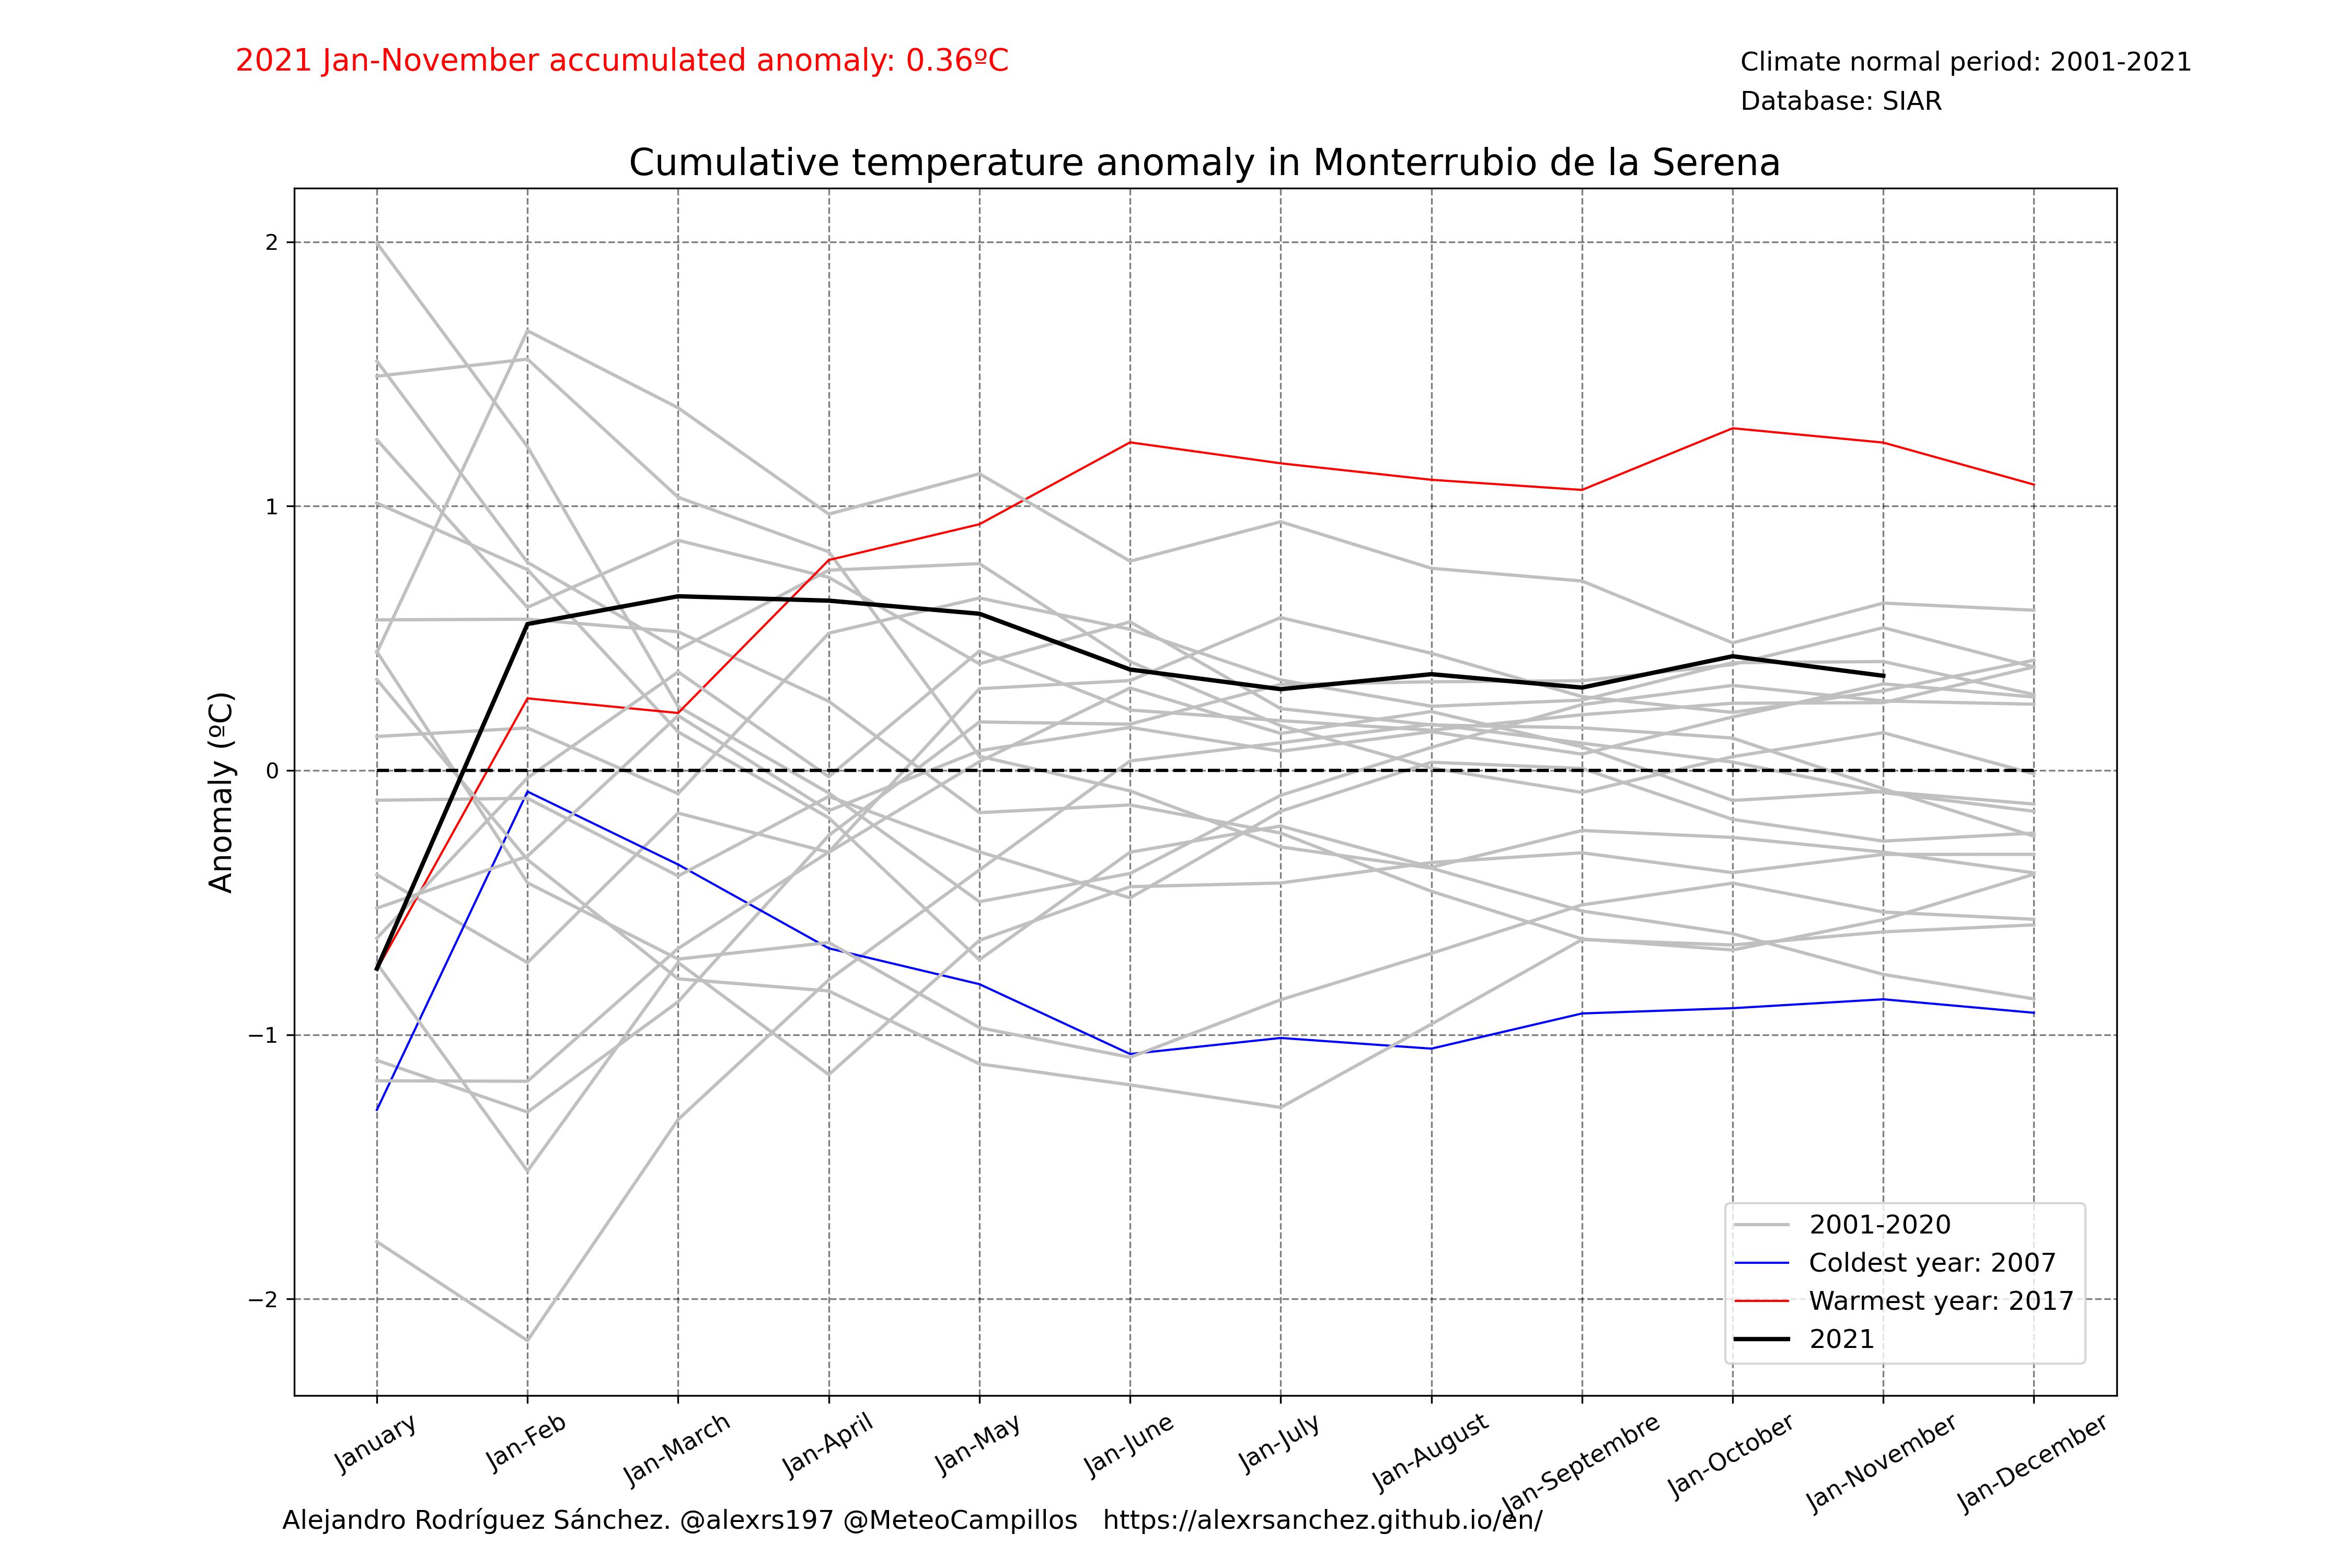 2021 Jan-November accumulated anomaly: 0.36ºC
Climate normal period: 2001-2021
Database: SIAR
Cumulative temperature anomaly in Monterrubio de la Serena
Anomaly (ºC)
2
1
0
−1
−2
2001-2020
Coldest year: 2007
Warmest year: 2017
2021
January
Jan-Feb
Jan-March
Jan-April
Jan-May
Jan-June
Jan-July
Jan-August
Jan-Septembre
Jan-October
Jan-November
Jan-December
Alejandro Rodríguez Sánchez. @alexrs197 @MeteoCampillos   https://alexrsanchez.github.io/en/